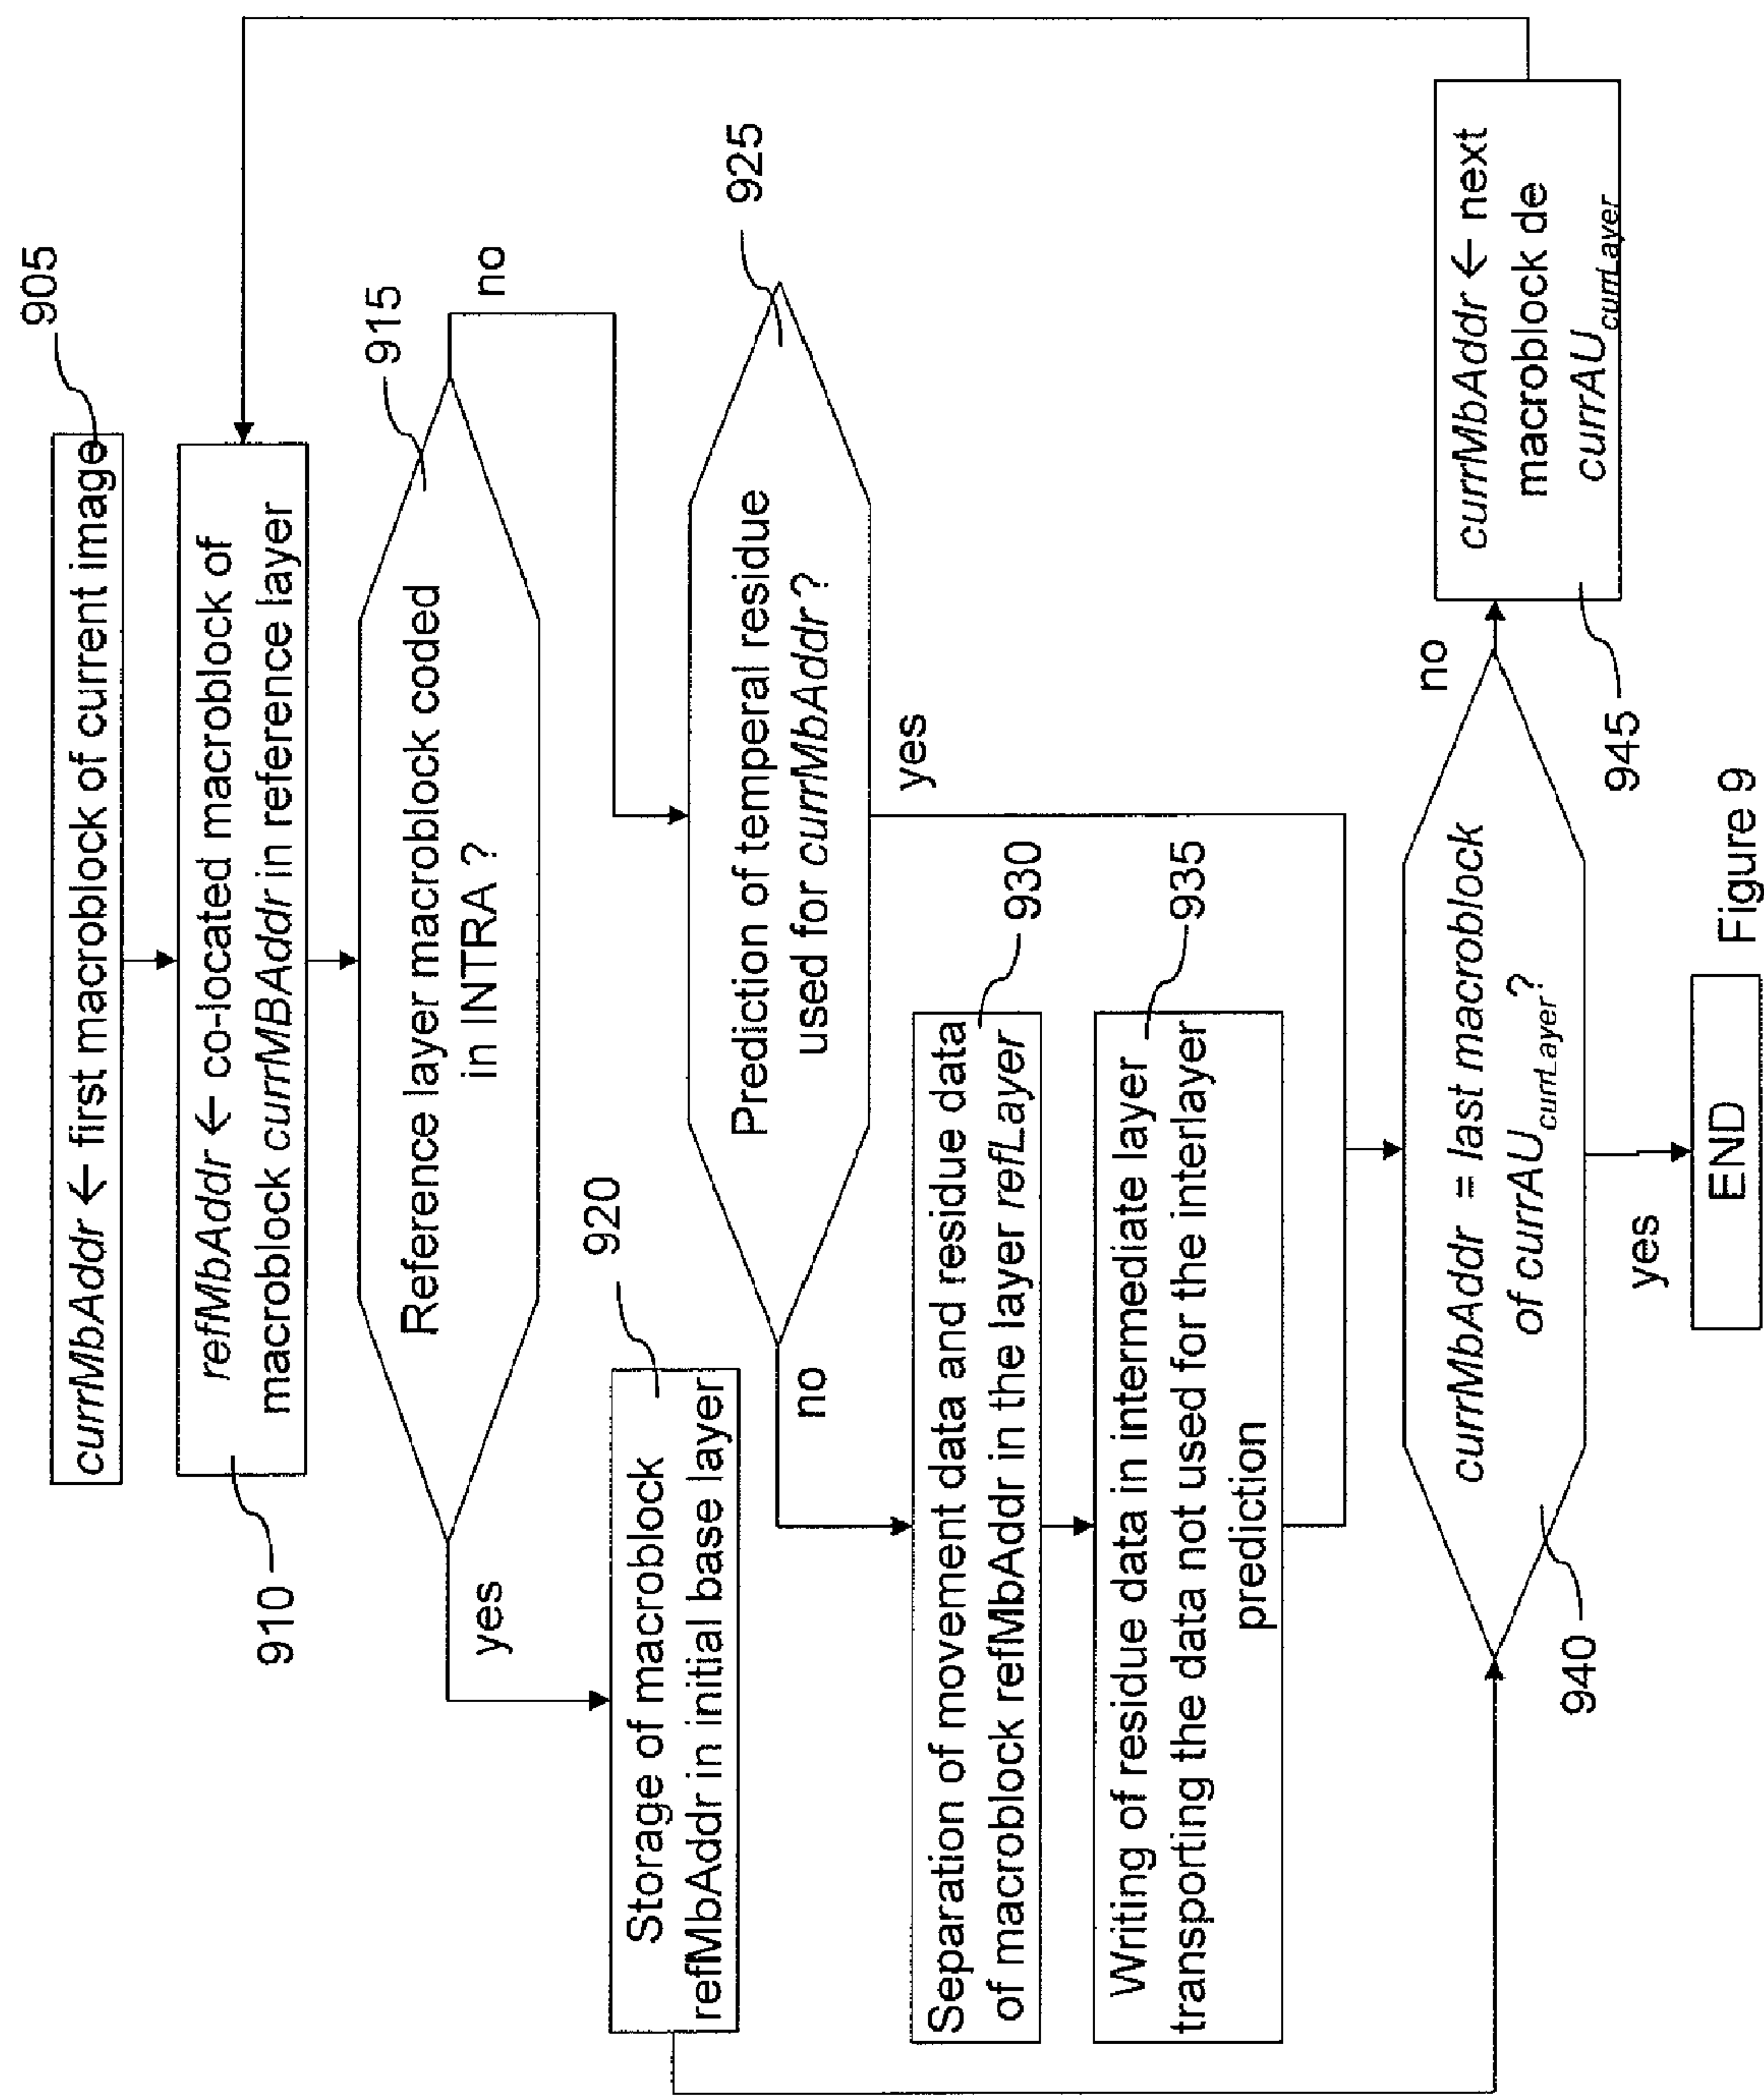 905
currMbAddr ← first macroblock of current image
910
refMbAddr ← co-located macroblock of
macroblock currMBAddr in reference layer
915
Reference layer macroblock coded
in INTRA ?
yes
no
920
Storage of macroblock
refMbAddr in initial base layer
925
Prediction of temperal residue
used for currMbAddr ?
no
yes
930
Separation of movement data and residue data
of macroblock refMbAddr in the layer refLayer
935
Writing of residue data in intermediate layer
transporting the data not used for the interlayer
prediction
940
currMbAddr = last macroblock
of currAU currLayer?
no
yes
945
currMbAddr ← next
macroblock de
currAU currLayer
END
Figure 9